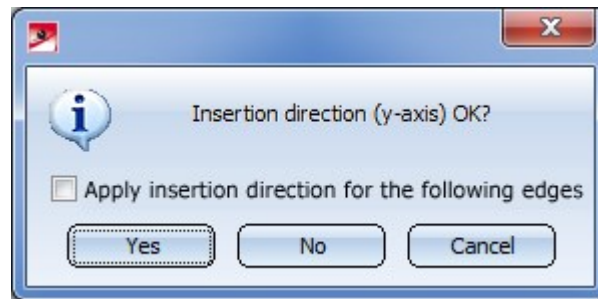 Insertion direction (y-axis) OK?
Apply insertion direction for the following edges
Yes No Cancel